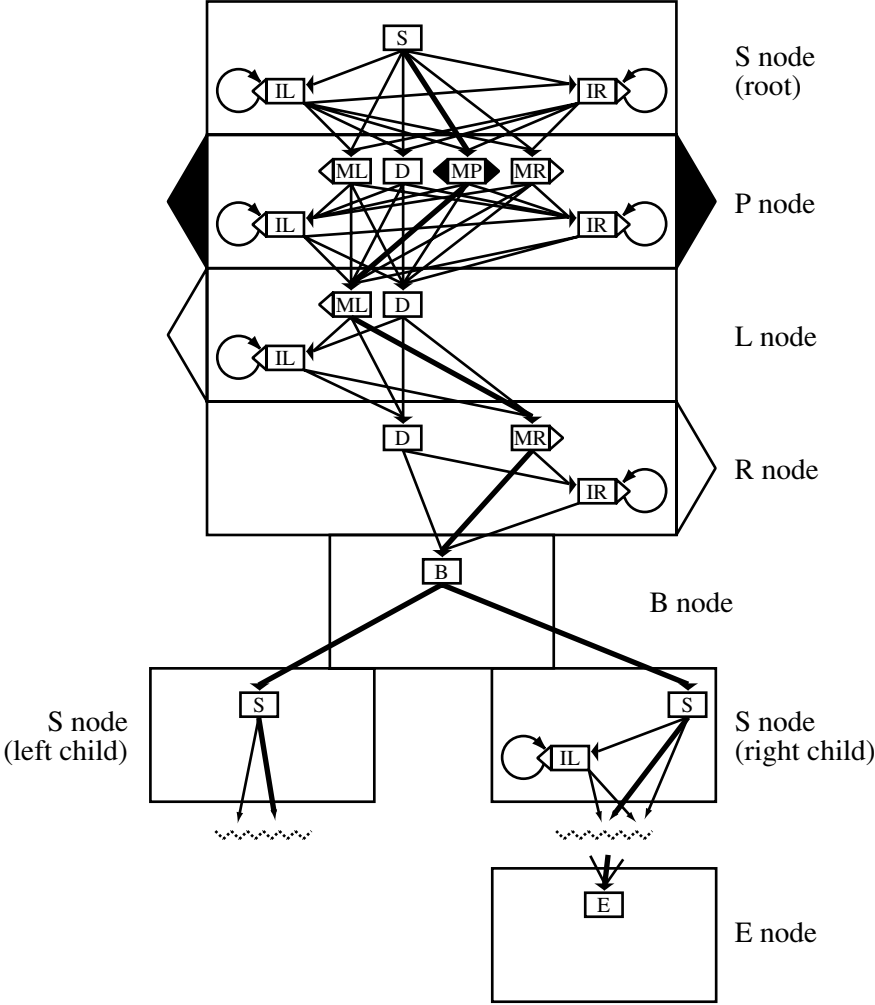 S
S node
(root)
IL
IR
ML D MP MR
P node
IL
IR
ML D
L node
IL
D MR
R node
IR
B
B node
S
S node
(left child)
S
S node
(right child)
IL
E
E node